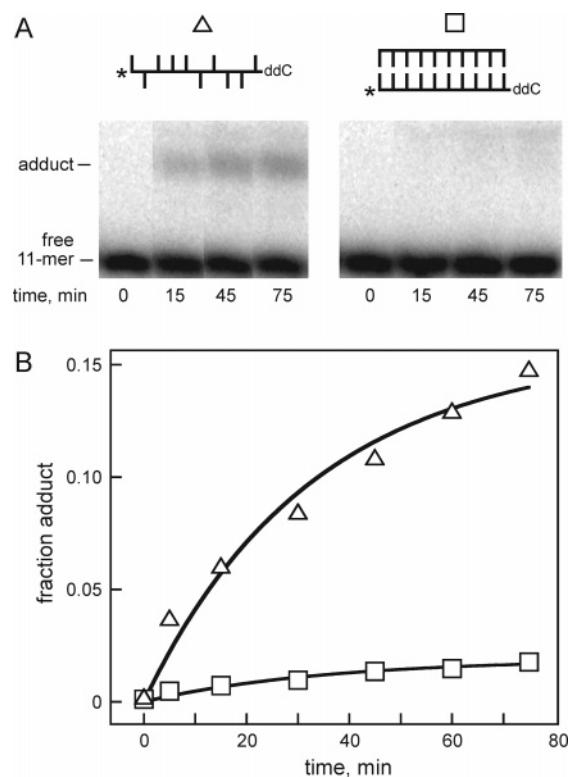 A
* ddC
* ddC
adduct
free
11-mer
time, min 0 15 45 75 0 15 45 75
B
0.15
0.10
0.05
0
fraction adduct
0 20 40 60 80
time, min